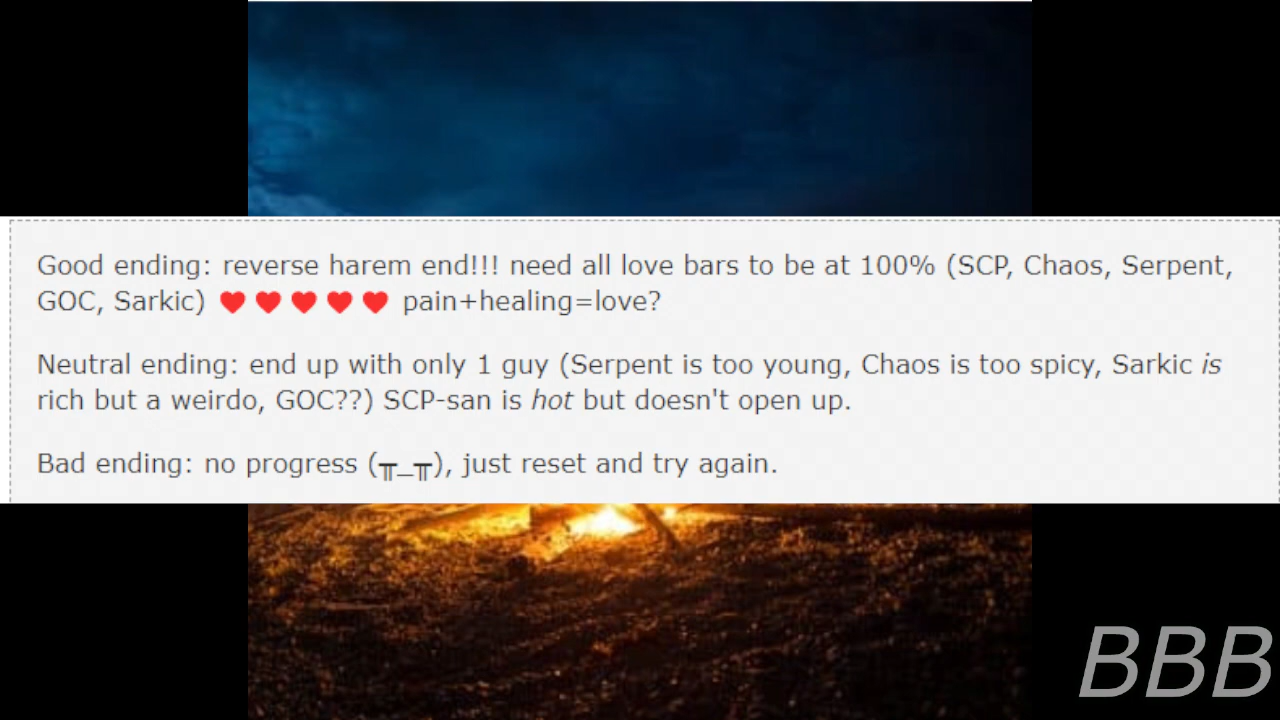 Good ending: reverse harem end!!! need all love bars to be at 100% (SCP, Chaos, Serpent,
GOC, Sarkic) ♥♥♥♥♥ pain+healing=love?
Neutral ending: end up with only 1 guy (Serpent is too young, Chaos is too spicy, Sarkic is
rich but a weirdo, GOC??) SCP-san is hot but doesn't open up.
Bad ending: no progress (╥_╥), just reset and try again.
BBB